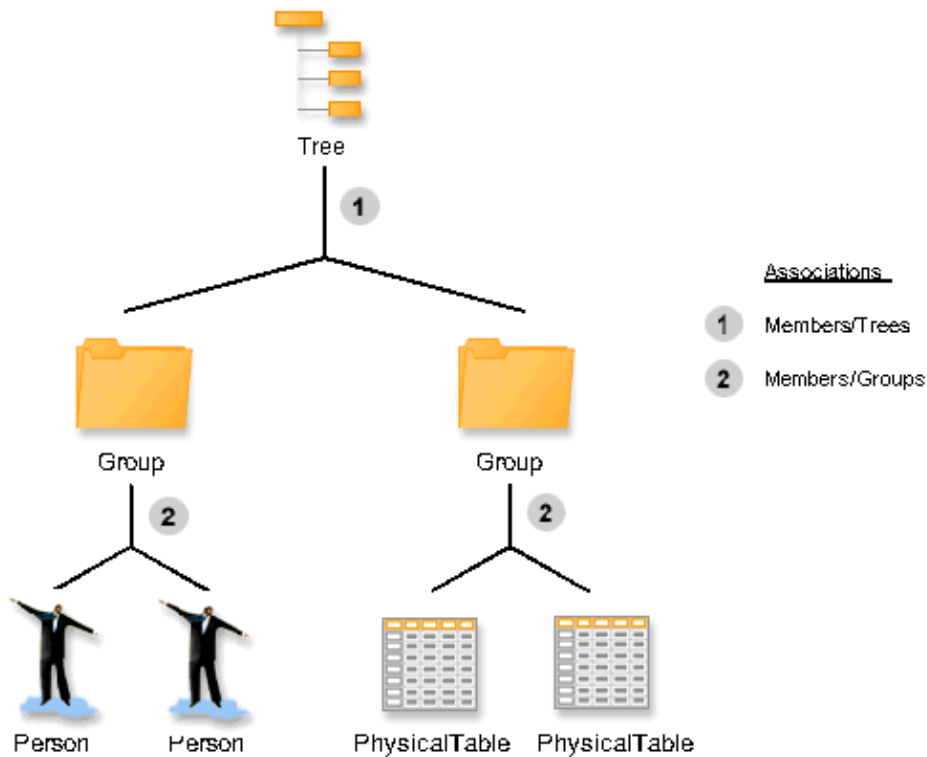 Tree
1
Associations
1 Members/Trees
2 Members/Groups
Group
Group
2
2
Person
Person
PhysicalTable
PhysicalTable